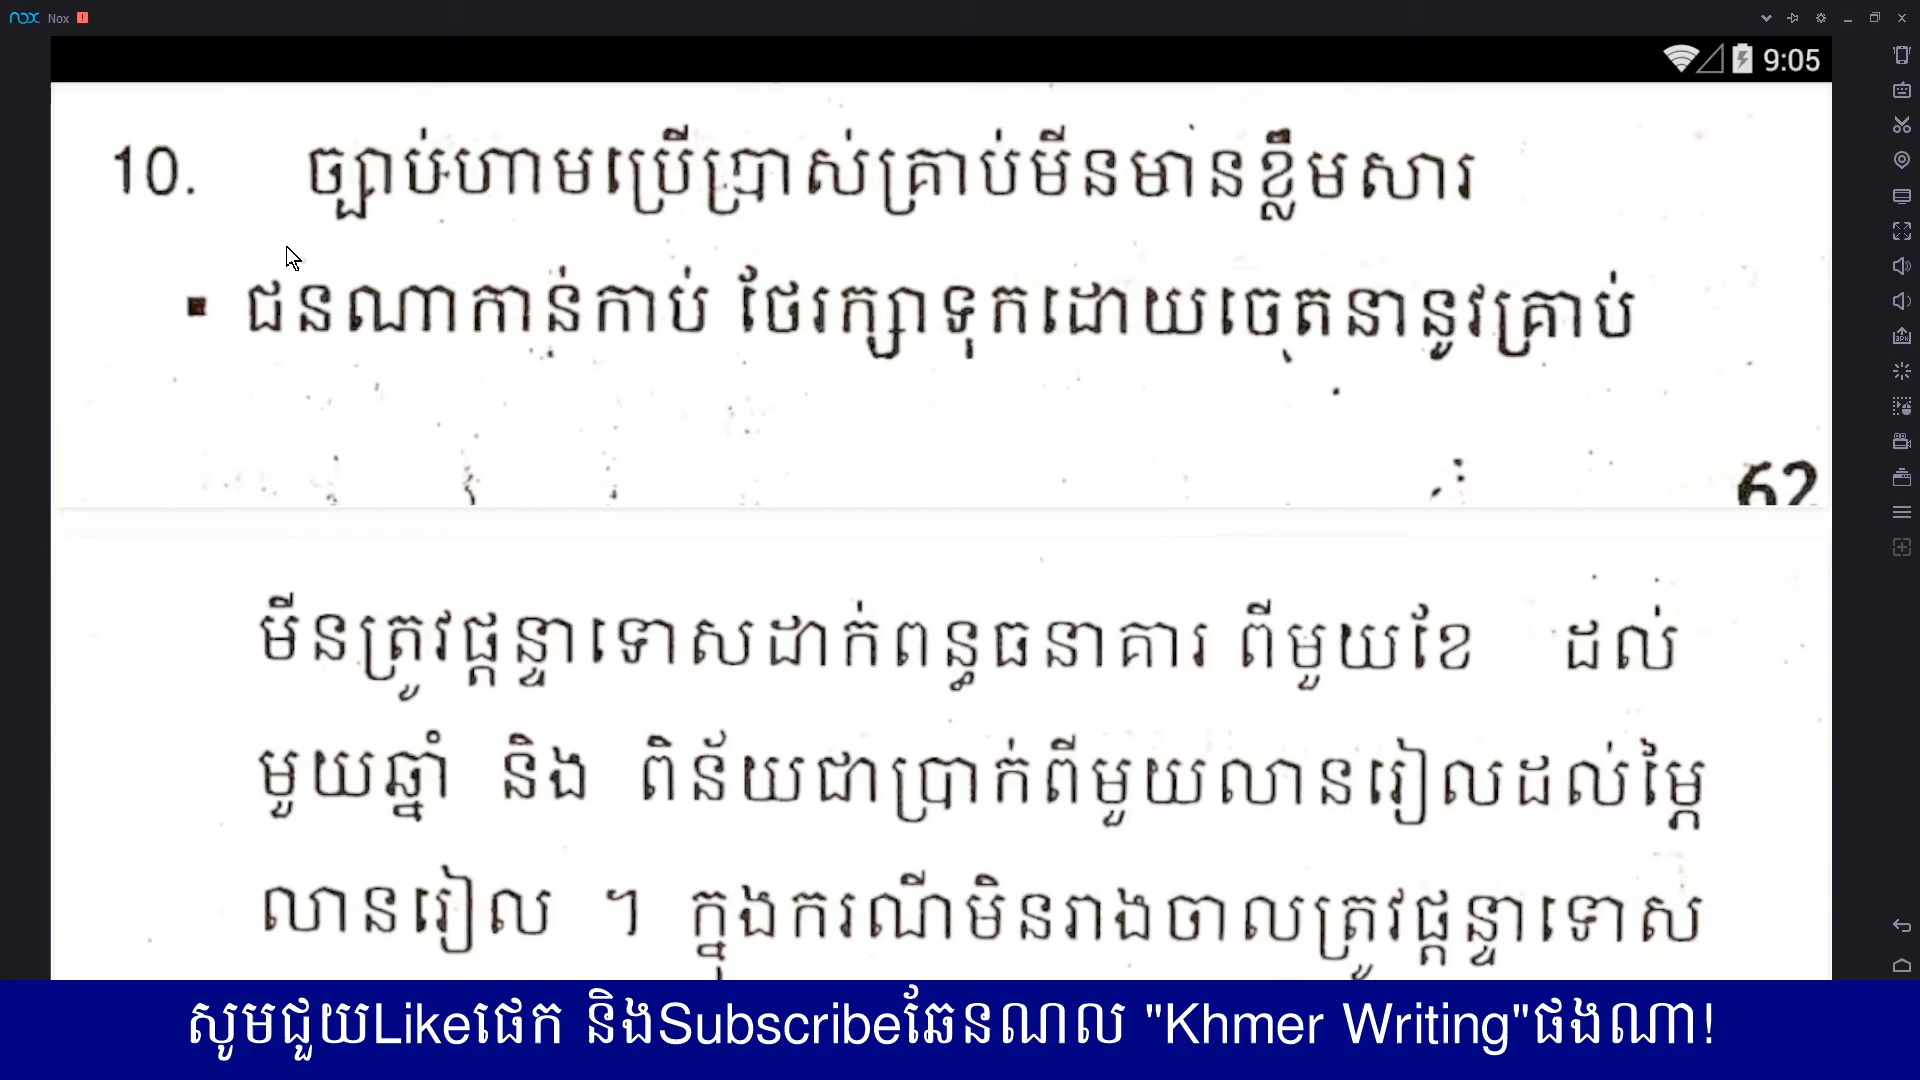 nox Nox
9:05
10. ច្បាប់ហាមប្រើប្រាស់គ្រាប់មីនមានខ្លឹមសារ
▪ ជនណាកាន់កាប់ ថែរក្សាទុកដោយចេតនានូវគ្រាប់
62
មីនត្រូវផ្តន្ទាទោសដាក់ពន្ធធនាគារ ពីមួយខែ ដល់
មួយឆ្នាំ និង ពិន័យជាប្រាក់ពីមួយលានរៀលដល់ម្ភៃ
លានរៀល ។ ក្នុងករណីមិនរាងចាលត្រូវផ្តន្ទាទោស
សូមជួយLikeផេក និងSubscribeឆែនណល "Khmer Writing"ផងណា!